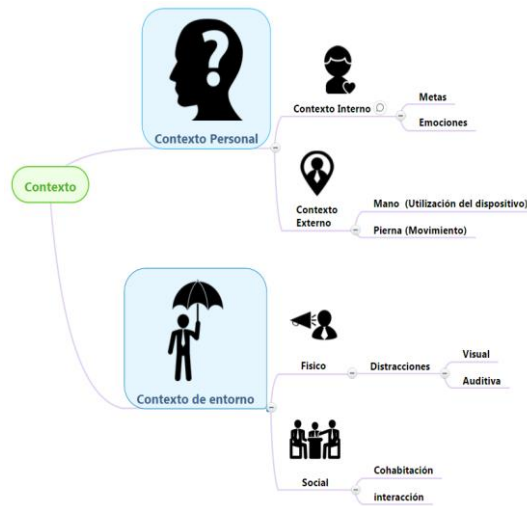 Contexto
Contexto Personal
Contexto Interno
Metas
Emociones
Contexto
Externo
Mano (Utilización del dispositivo)
Pierna (Movimiento)
Contexto de entorno
Físico
Distracciones
Visual
Auditiva
Social
Cohabitación
interacción